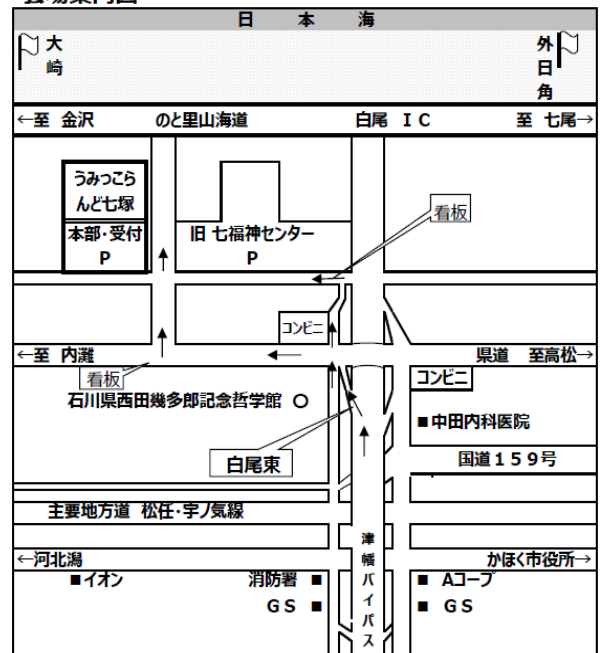 日 本 海
大崎
外日角
←至 金沢 のと里山海道 白尾 IC 至 七尾→
うみっこら
んど七塚
本部・受付
P
旧 七福神センター
P
看板
コンビニ
←至 内灘
県道 至高松→
看板
コンビニ
石川県西田幾多郎記念哲学館 ○
■中田内科医院
白尾東
国道159号
主要地方道 松任・宇ノ気線
津幡バイパス
←河北潟
かほく市役所→
■イオン
消防署 ■
■ Aコープ
GS ■
■ GS